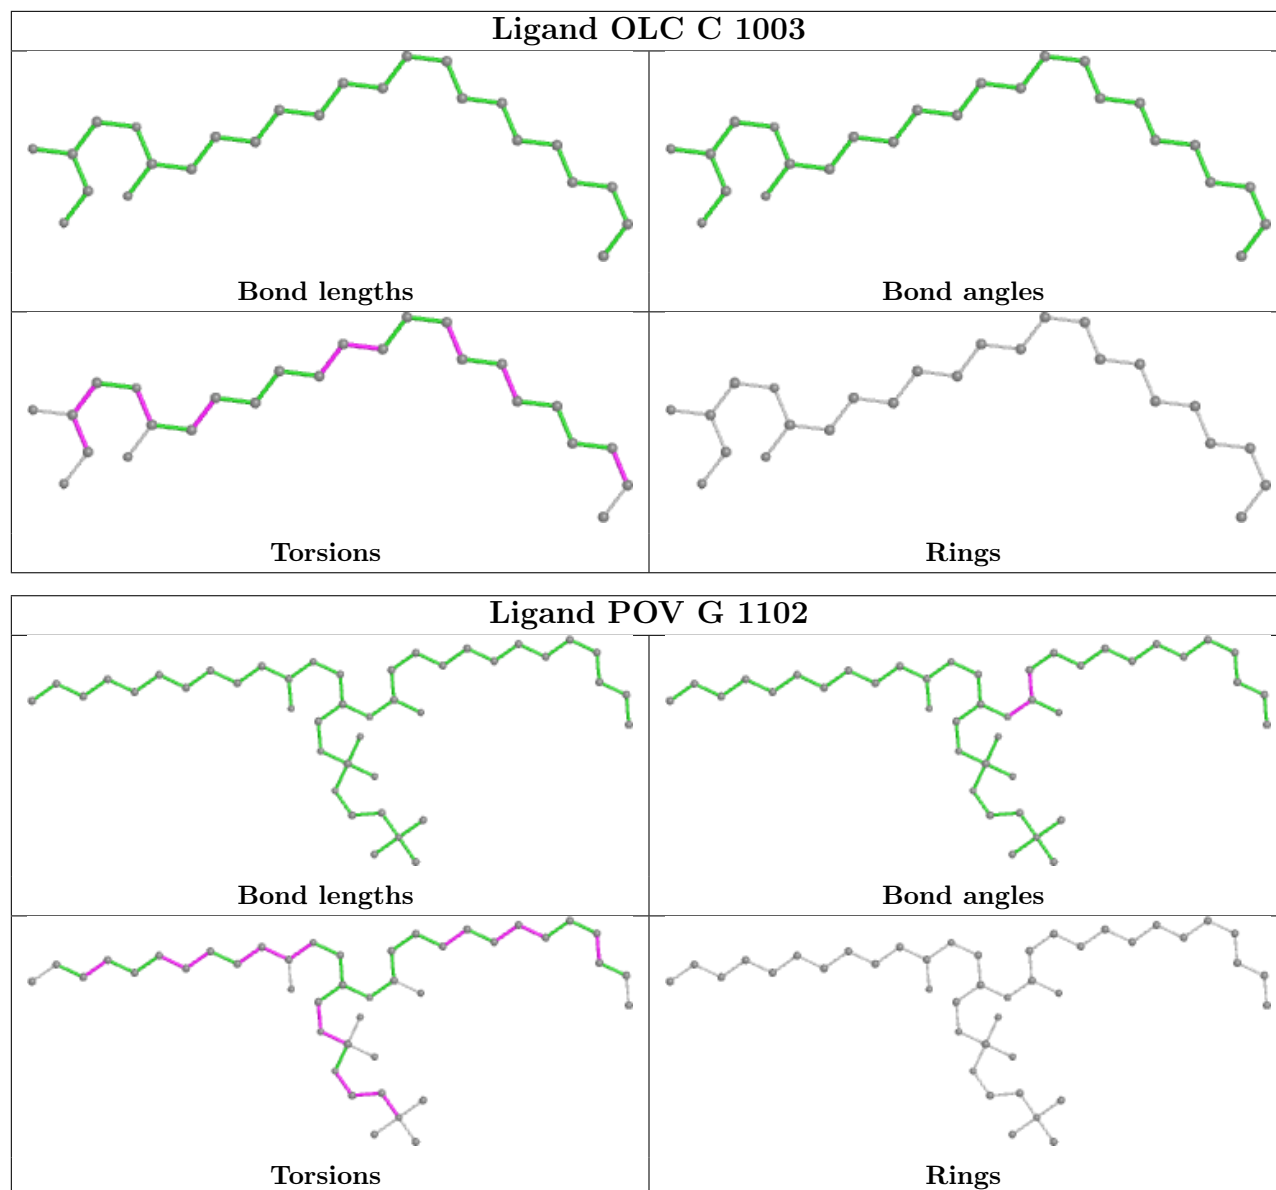 Ligand OLC C 1003
Bond lengths
Bond angles
Torsions
Rings
Ligand POV G 1102
Bond lengths
Bond angles
Torsions
Rings